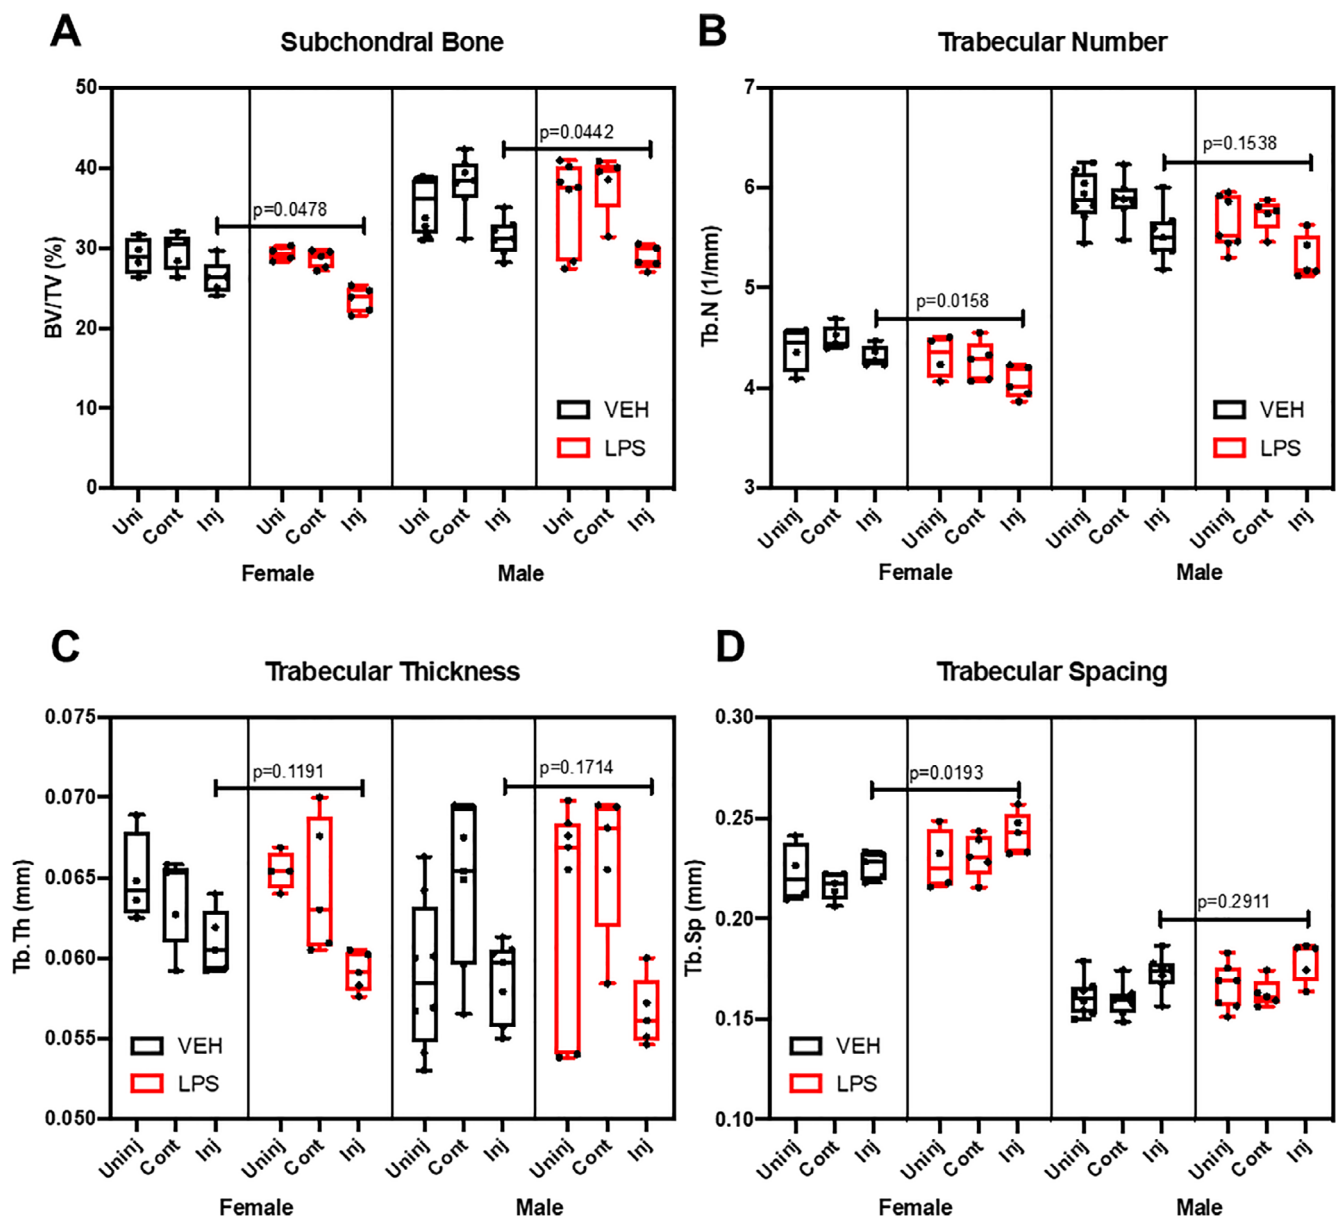 A
Subchondral Bone
BV/TV (%)
50
40
30
20
10
0
p=0.0478
p=0.0442
VEH
LPS
Uni Cont Inj Uni Cont Inj Uni Cont Inj Uni Cont Inj
Female Male
B
Trabecular Number
Tb.N (1/mm)
7
6
5
4
3
p=0.0158
p=0.1538
VEH
LPS
Uninj Cont Inj Uninj Cont Inj Uninj Cont Inj Uninj Cont Inj
Female Male
C
Trabecular Thickness
Tb.Th (mm)
0.075
0.070
0.065
0.060
0.055
0.050
p=0.1191
p=0.1714
VEH
LPS
Uninj Cont Inj Uninj Cont Inj Uninj Cont Inj Uninj Cont Inj
Female Male
D
Trabecular Spacing
Tb.Sp (mm)
0.30
0.25
0.20
0.15
0.10
p=0.0193
p=0.2911
VEH
LPS
Uninj Cont Inj Uninj Cont Inj Uninj Cont Inj Uninj Cont Inj
Female Male